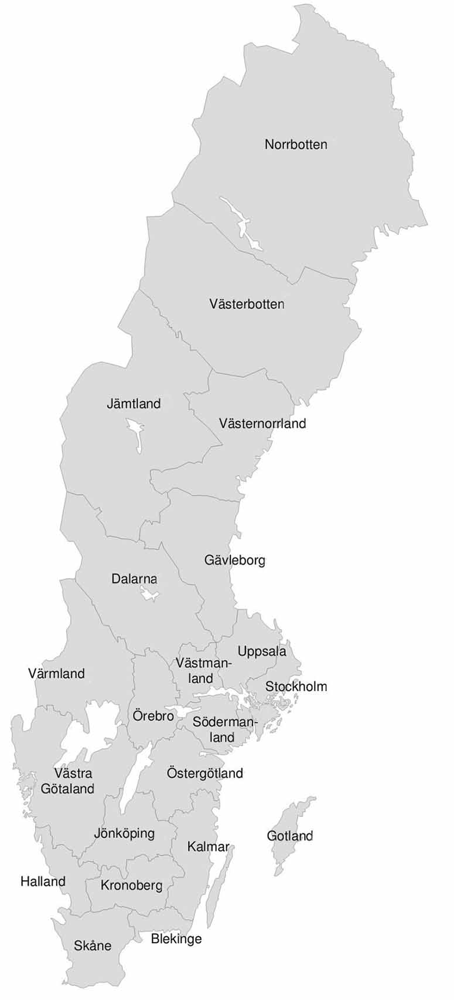 Norrbotten
Västerbotten
Jämtland
Västernorrland
Gävleborg
Dalarna
Uppsala
Västman-
land
Värmland
Stockholm
Örebro
Söderman-
land
Västra
Götaland
Östergötland
Jönköping
Gotland
Kalmar
Halland
Kronoberg
Blekinge
Skåne